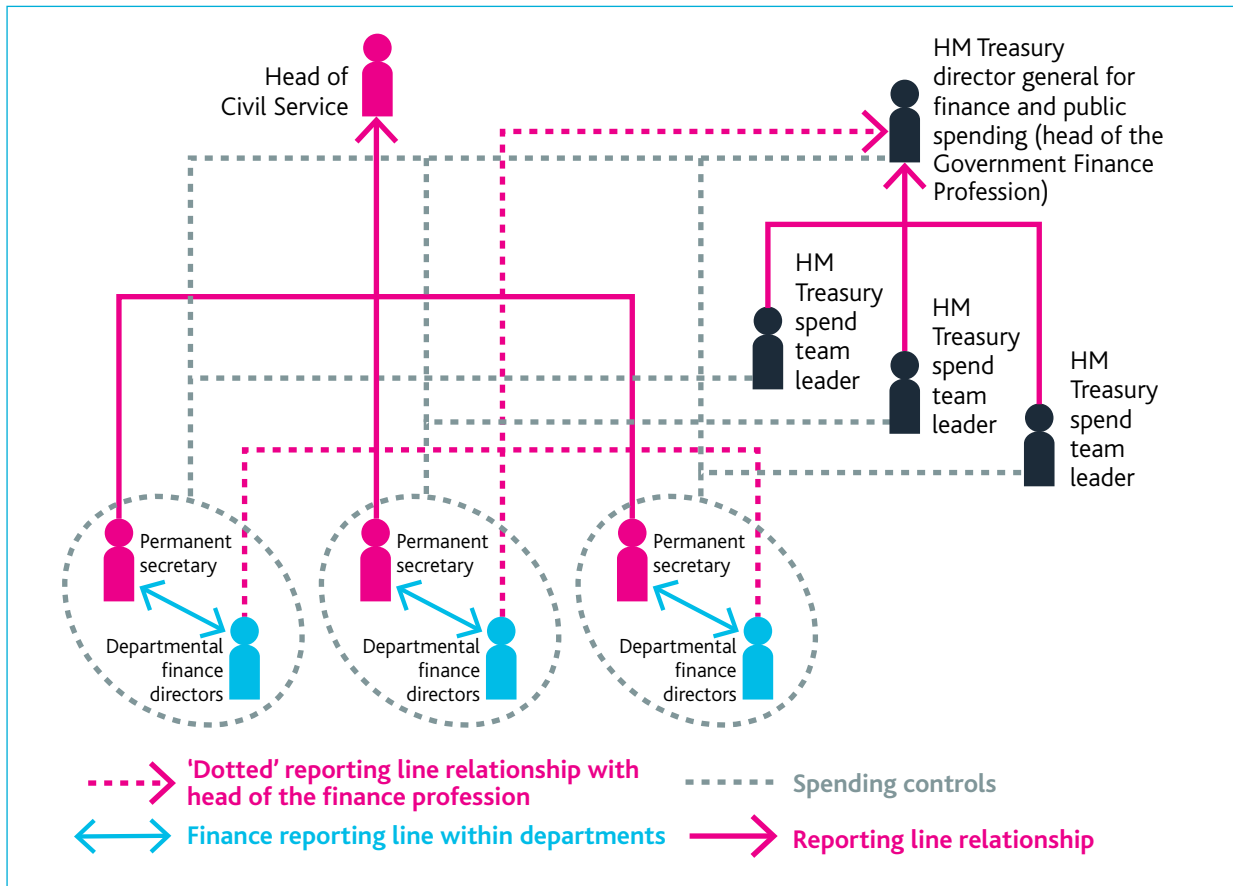 Head of
Civil Service
HM Treasury
director general for
finance and public
spending (head of the
Government Finance
Profession)
HM
Treasury
spend
team
leader
HM
Treasury
spend
team
leader
HM
Treasury
spend
team
leader
Permanent
secretary
Departmental
finance
directors
Permanent
secretary
Departmental
finance
directors
Permanent
secretary
Departmental
finance
directors
‘Dotted’ reporting line relationship with
head of the finance profession
Spending controls
Finance reporting line within departments
Reporting line relationship